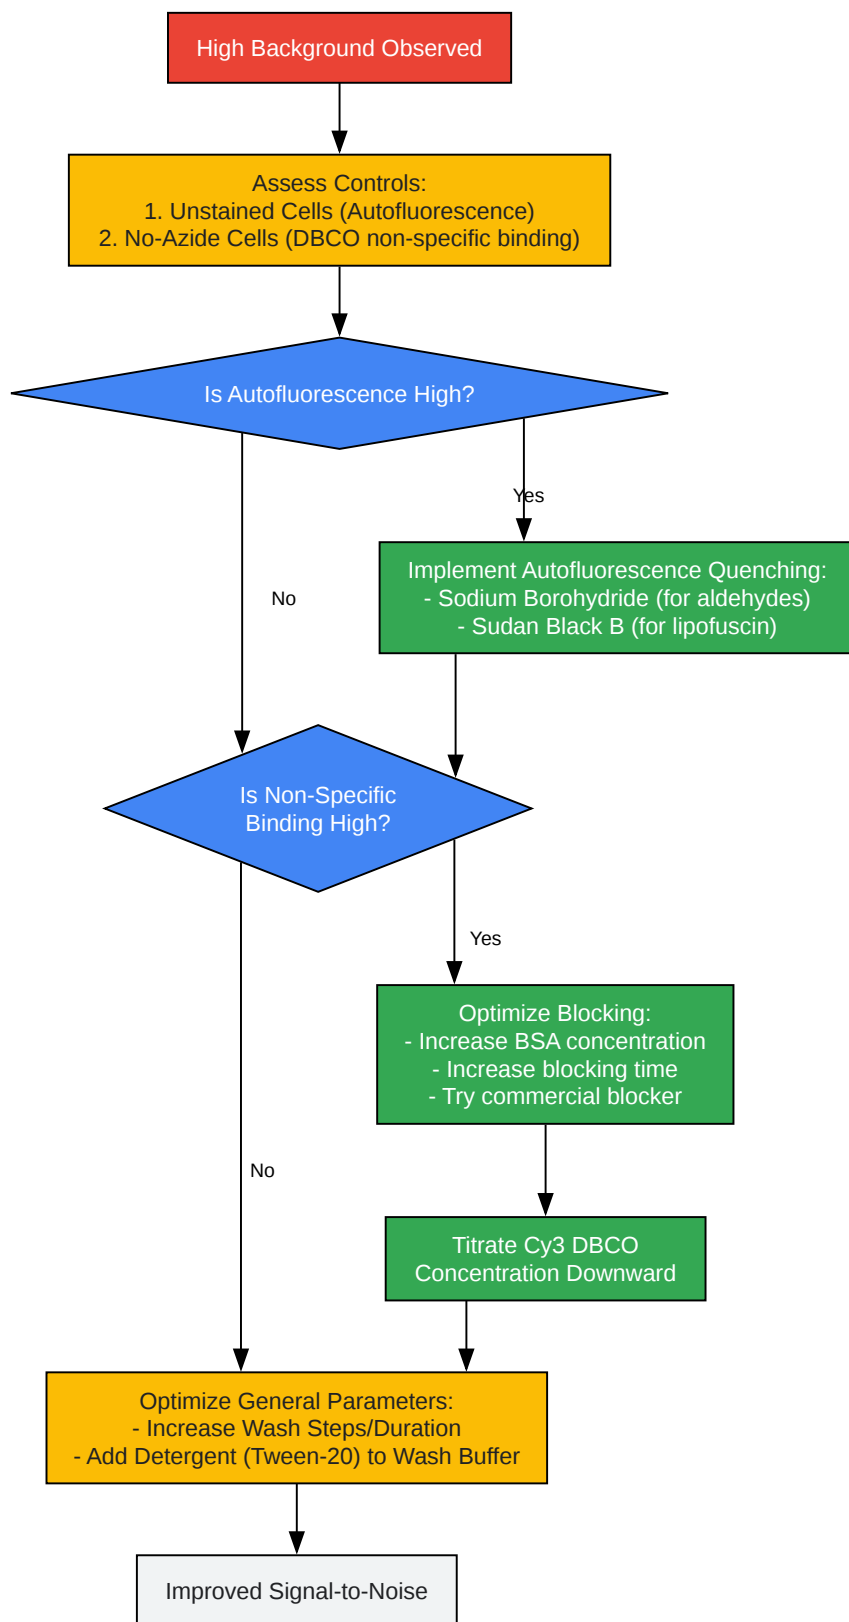 High Background Observed
Assess Controls:
1. Unstained Cells (Autofluorescence)
2. No-Azide Cells (DBCO non-specific binding)
Is Autofluorescence High?
Yes
Implement Autofluorescence Quenching:
- Sodium Borohydride (for aldehydes)
- Sudan Black B (for lipofuscin)
No
Is Non-Specific
Binding High?
Yes
Optimize Blocking:
- Increase BSA concentration
- Increase blocking time
- Try commercial blocker
No
Titrate Cy3 DBCO
Concentration Downward
Optimize General Parameters:
- Increase Wash Steps/Duration
- Add Detergent (Tween-20) to Wash Buffer
Improved Signal-to-Noise